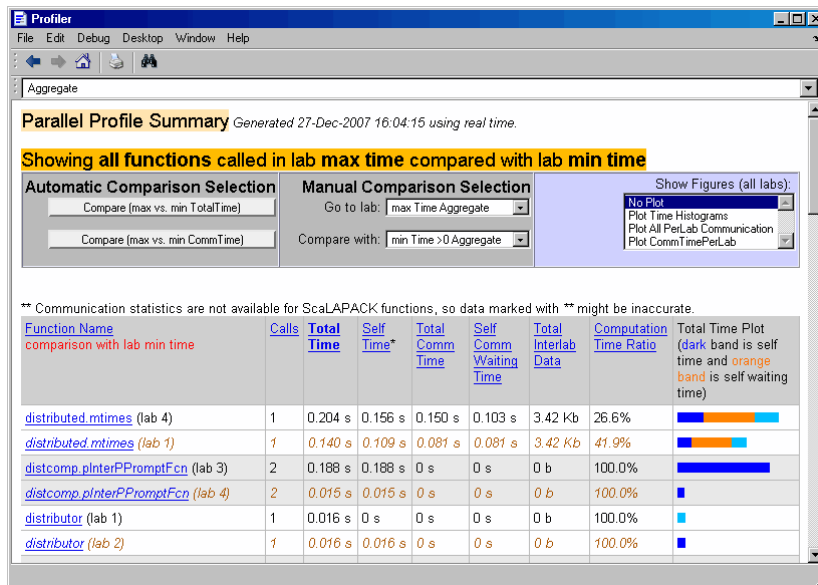 Profiler
File Edit Debug Desktop Window Help
Aggregate
Parallel Profile Summary Generated 27-Dec-2007 16:04:15 using real time.
Showing all functions called in lab max time compared with lab min time
Automatic Comparison Selection
Compare (max vs. min TotalTime)
Compare (max vs. min CommTime)
Manual Comparison Selection
Go to lab: max Time Aggregate
Compare with: min Time >0 Aggregate
Show Figures (all labs):
No Plot
Plot Time Histograms
Plot All PerLab Communication
Plot CommTimePerLab
** Communication statistics are not available for ScaLAPACK functions, so data marked with ** might be inaccurate.
Function Name
comparison with lab min time
Calls
Total
Time
Self
Time*
Total
Comm
Time
Self
Comm
Waiting
Time
Total
Interlab
Data
Computation
Time Ratio
Total Time Plot
(dark band is self
time and orange
band is self waiting
time)
distributed.mtimes (lab 4) 1 0.204 s 0.156 s 0.150 s 0.103 s 3.42 Kb 26.6%
distributed.mtimes (lab 1) 1 0.140 s 0.109 s 0.081 s 0.081 s 3.42 Kb 41.9%
distcomp.pInterPPromptFcn (lab 3) 2 0.188 s 0.188 s 0 s 0 s 0 b 100.0%
distcomp.pInterPPromptFcn (lab 4) 2 0.015 s 0.015 s 0 s 0 s 0 b 100.0%
distributor (lab 1) 1 0.016 s 0 s 0 s 0 s 0 b 100.0%
distributor (lab 2) 1 0.016 s 0.016 s 0 s 0 s 0 b 100.0%